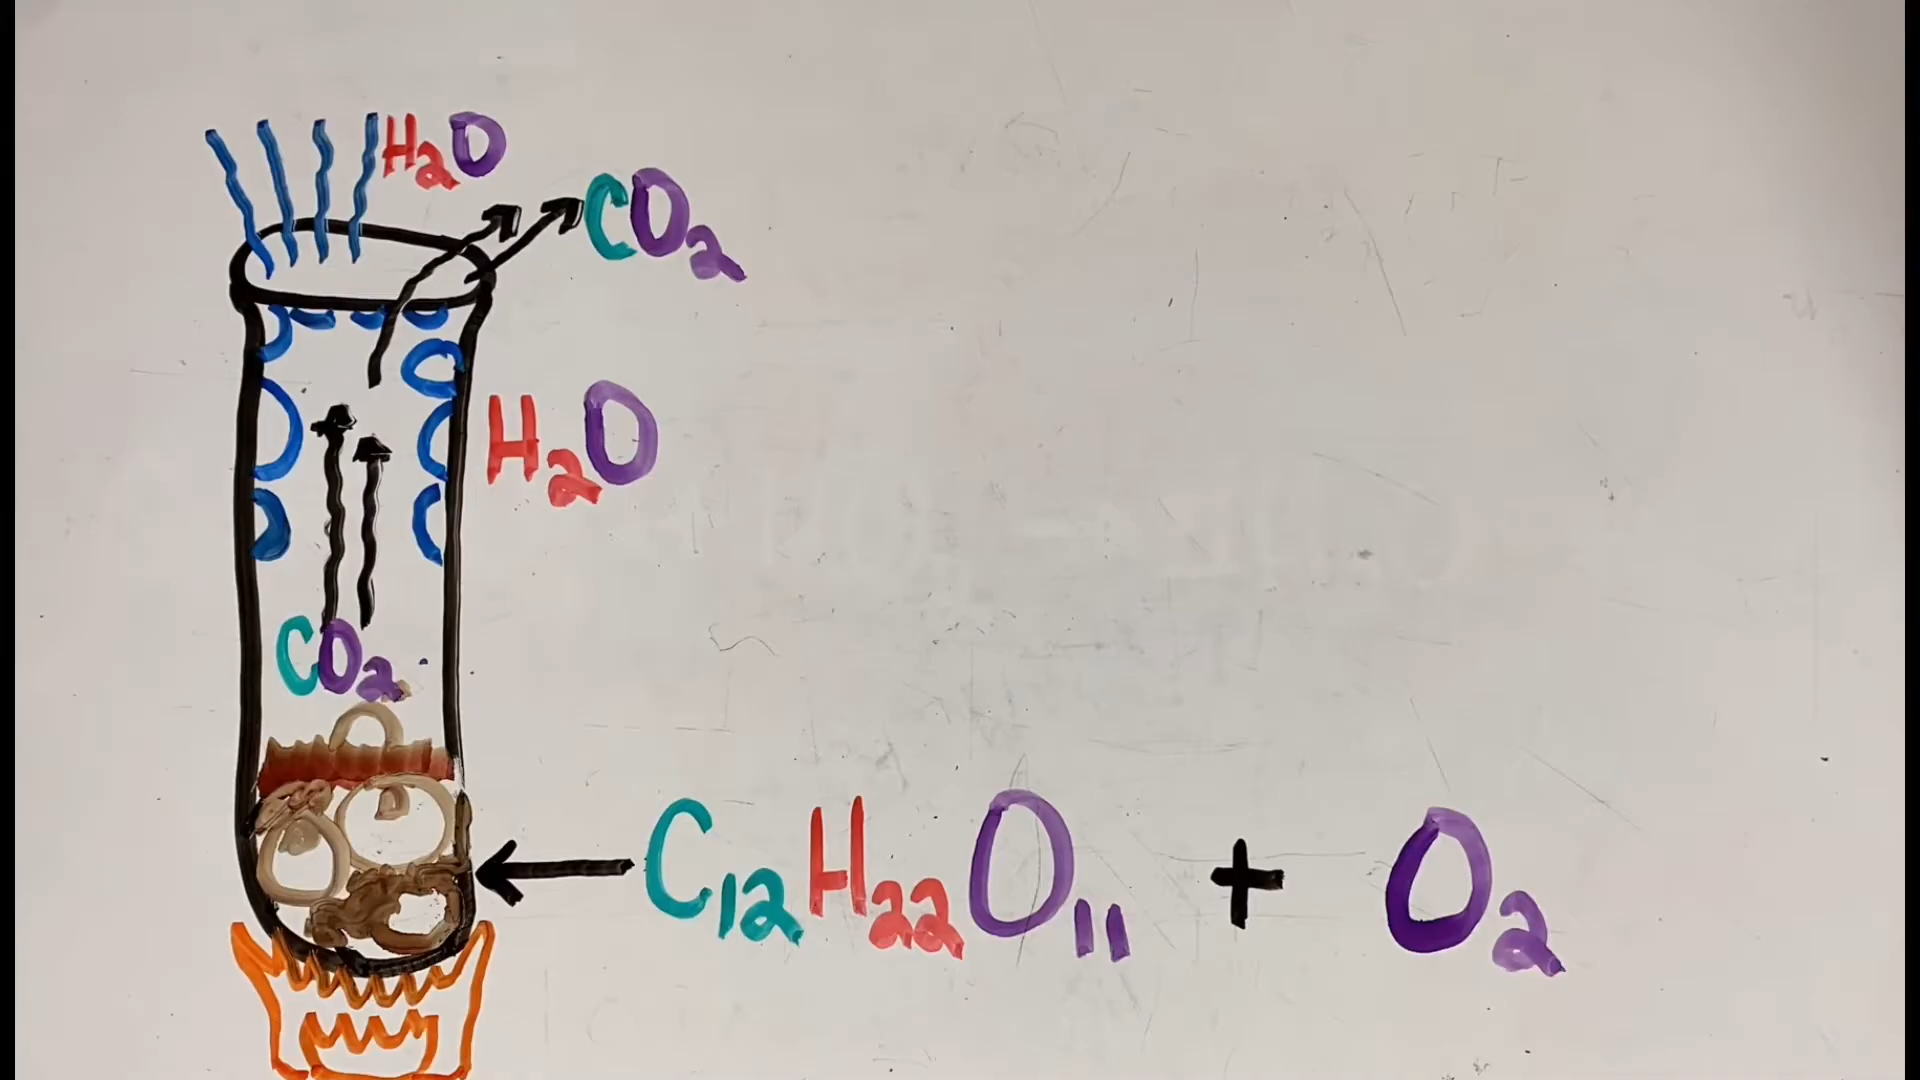 H₂O
CO₂
H₂O
CO₂
C₁₂H₂₂O₁₁ + O₂